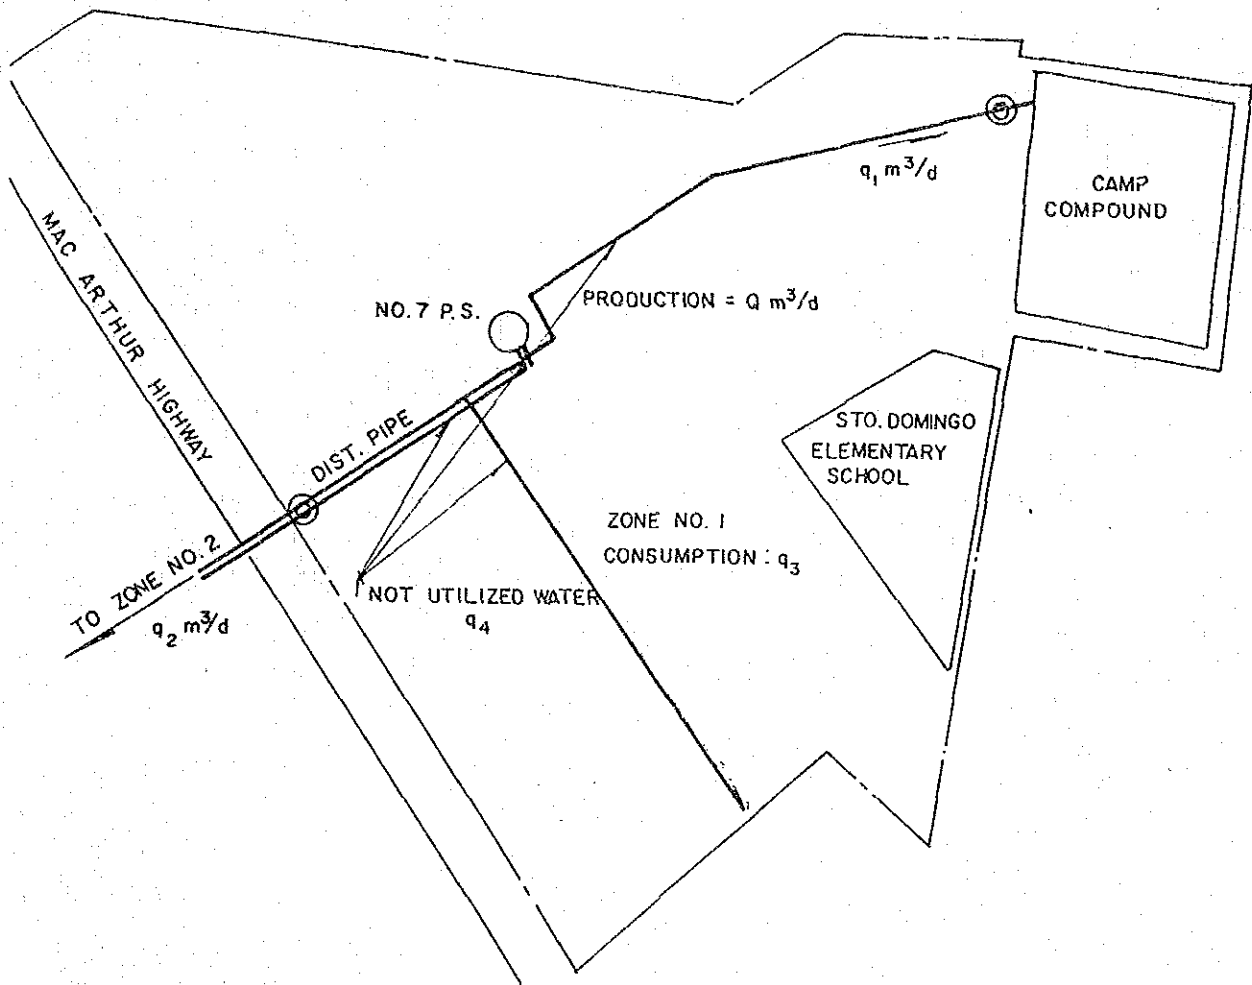 q₁ m³/d
CAMP
COMPOUND
MAC ARTHUR HIGHWAY
NO. 7 P.S.
PRODUCTION = Q m³/d
DIST. PIPE
STO. DOMINGO
ELEMENTARY
SCHOOL
ZONE NO. 1
CONSUMPTION : q₃
TO ZONE NO. 2
q₂ m³/d
NOT UTILIZED WATER
q₄